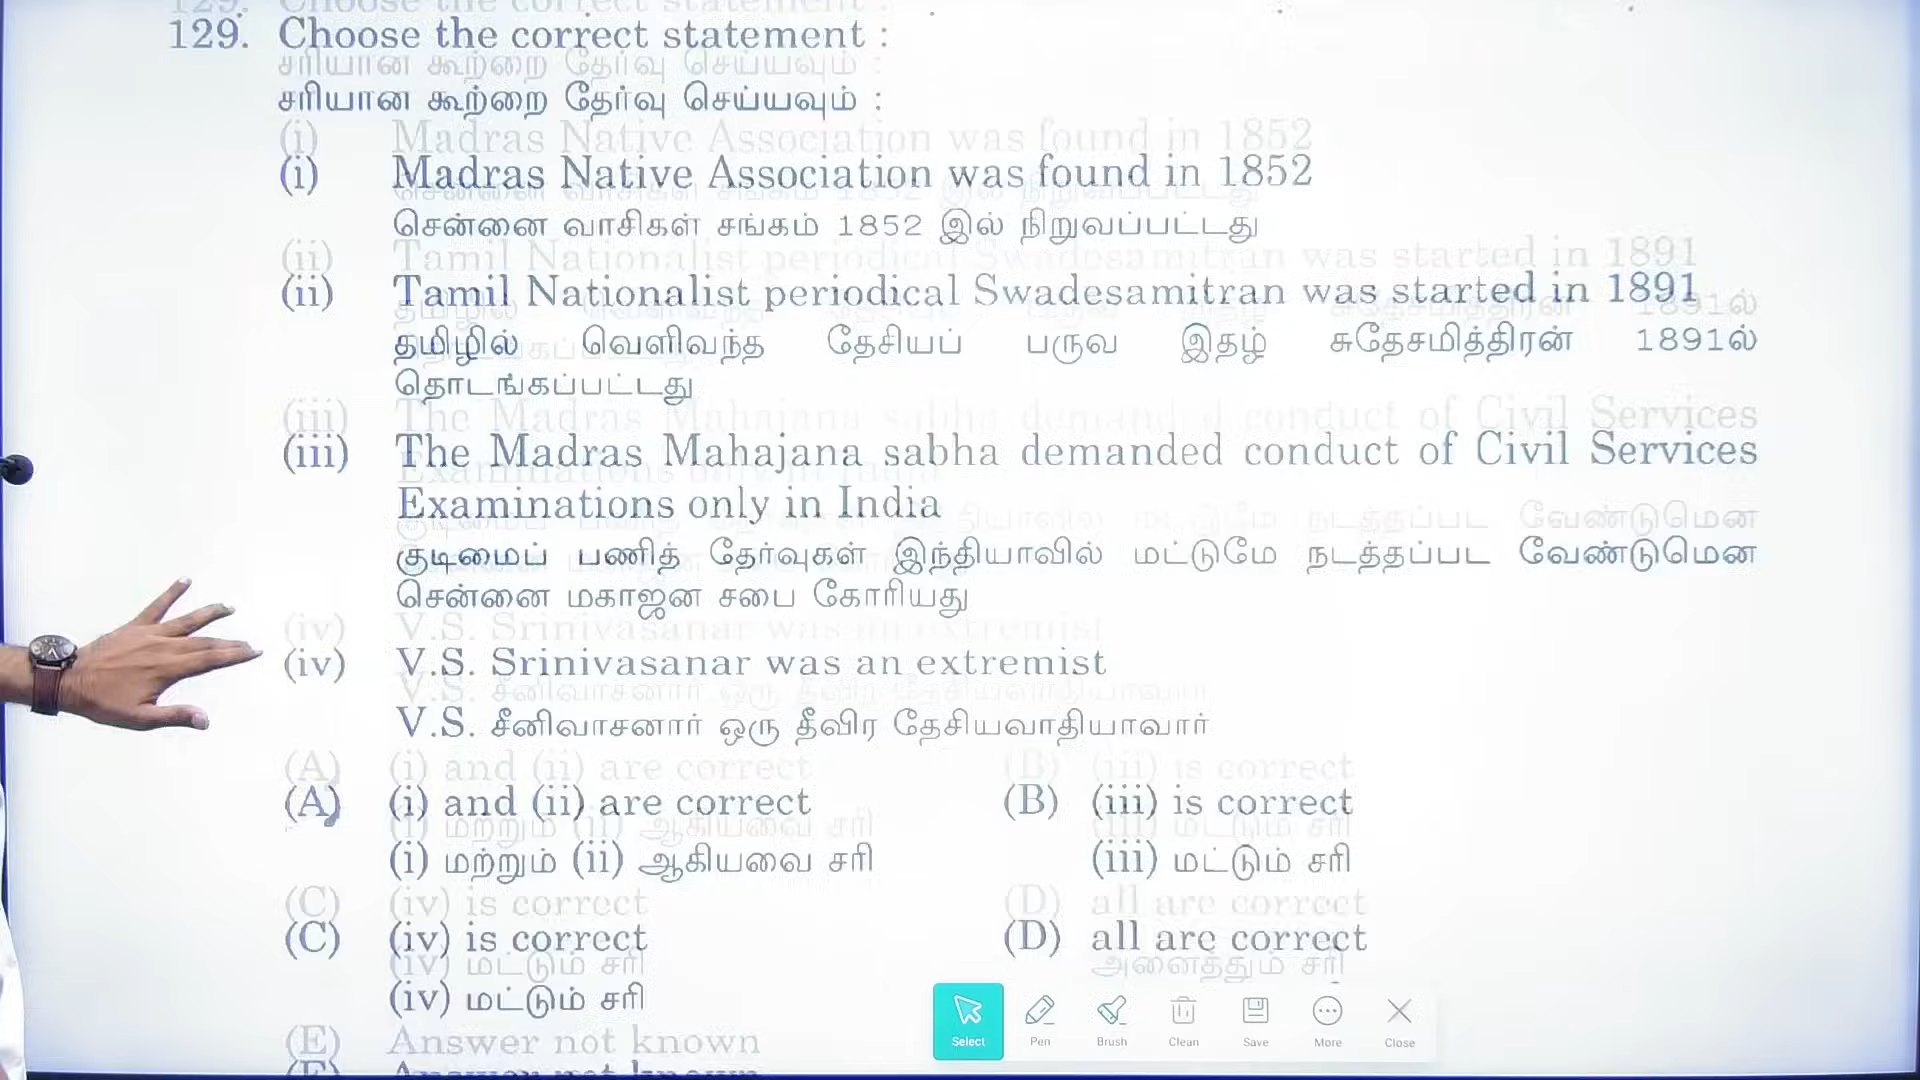 129. Choose the correct statement :
சரியான கூற்றை தேர்வு செய்யவும் :
(i) Madras Native Association was found in 1852
சென்னை வாசிகள் சங்கம் 1852 இல் நிறுவப்பட்டது
(ii) Tamil Nationalist periodical Swadesamitran was started in 1891
தமிழில் வெளிவந்த தேசியப் பருவ இதழ் சுதேசமித்திரன் 1891ல்
தொடங்கப்பட்டது
(iii) The Madras Mahajana sabha demanded conduct of Civil Services
Examinations only in India
குடிமைப் பணித் தேர்வுகள் இந்தியாவில் மட்டுமே நடத்தப்பட வேண்டுமென
சென்னை மகாஜன சபை கோரியது
(iv) V.S. Srinivasanar was an extremist
V.S. சீனிவாசனார் ஒரு தீவிர தேசியவாதியாவார்
(A) (i) and (ii) are correct (B) (iii) is correct
(i) மற்றும் (ii) ஆகியவை சரி (iii) மட்டும் சரி
(C) (iv) is correct (D) all are correct
(iv) மட்டும் சரி அனைத்தும் சரி
(E) Answer not known
Select Pen Brush Clean Save More Close